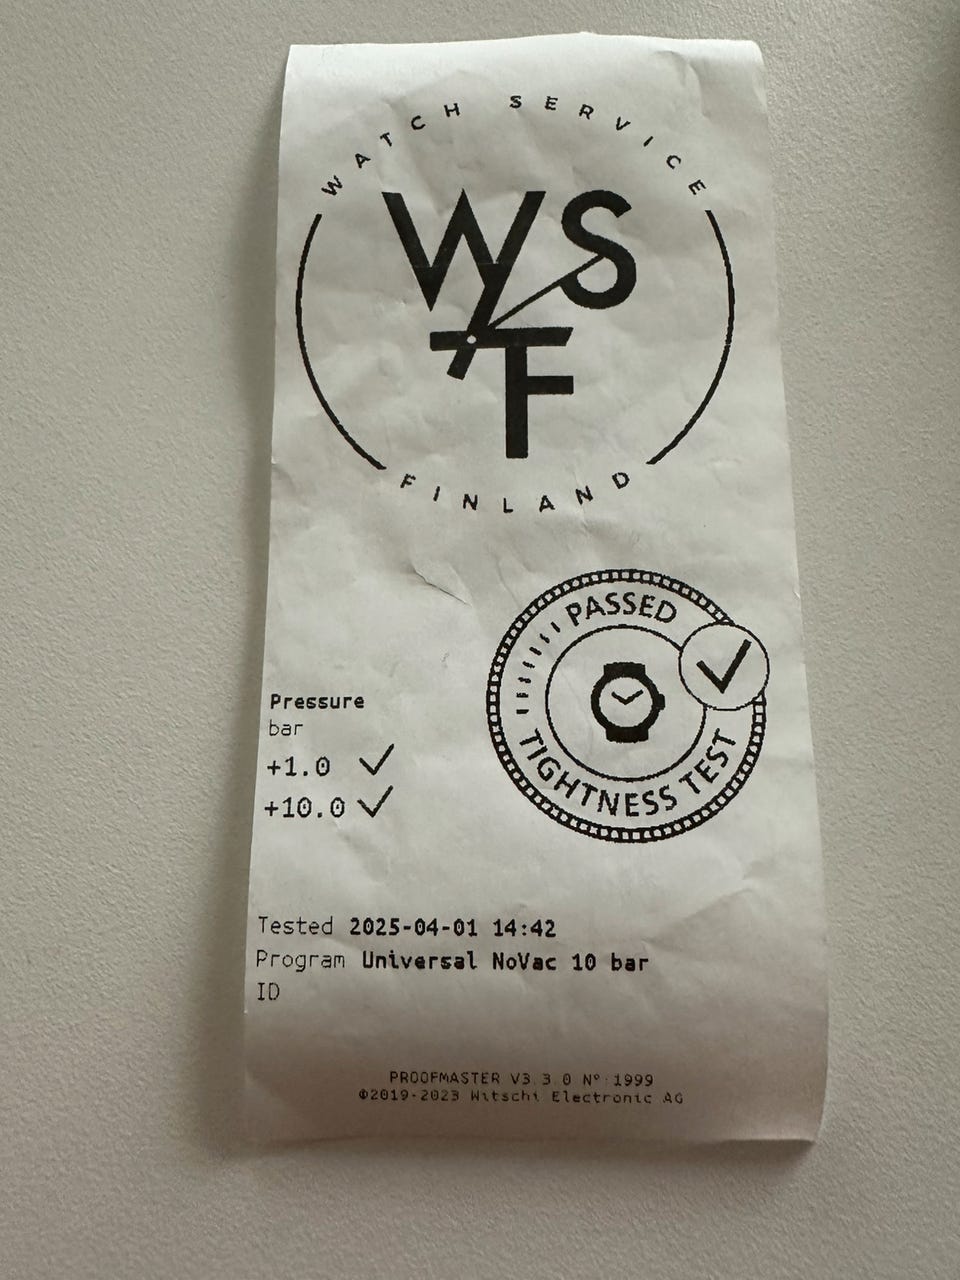 WATCH SERVICE
WSF
FINLAND
PASSED
TIGHTNESS TEST
Pressure
bar
+1.0 ✓
+10.0 ✓
Tested 2025-04-01 14:42
Program Universal NoVac 10 bar
ID
PROOFMASTER V3.3.0 Nº:1999
©2019-2023 Witschi Electronic AG